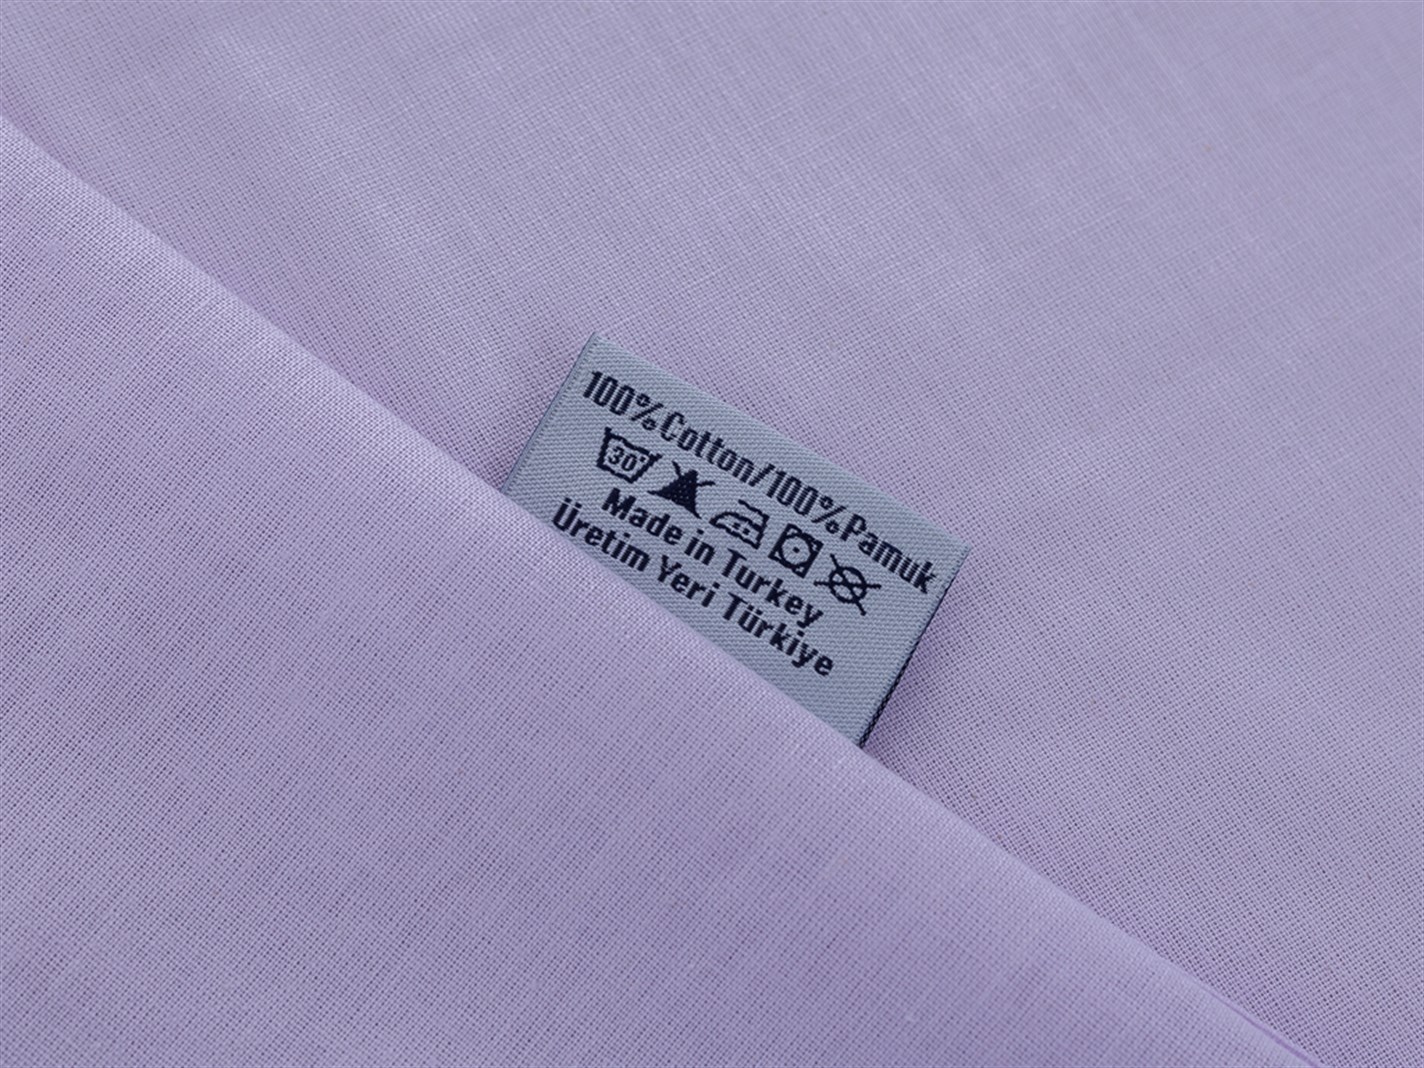 100%Cotton/100%Pamuk
30°
Made in Turkey
Üretim Yeri Türkiye